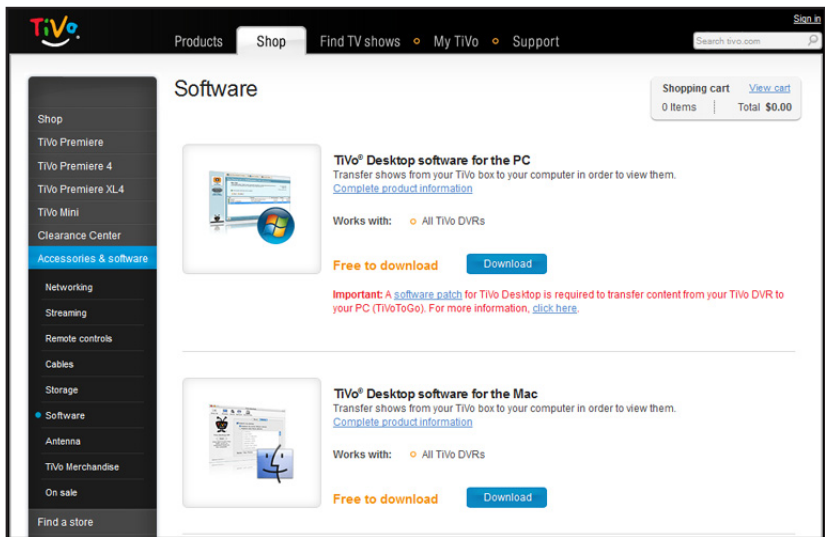 TiVo
Sign in
Products
Shop
Find TV shows
My TiVo
Support
Search tivo.com
Software
Shopping cart View cart
0 Items | Total $0.00
Shop
TiVo Premiere
TiVo Premiere 4
TiVo Premiere XL4
TiVo Mini
Clearance Center
Accessories & software
Networking
Streaming
Remote controls
Cables
Storage
Software
Antenna
TiVo Merchandise
On sale
Find a store
TiVo® Desktop software for the PC
Transfer shows from your TiVo box to your computer in order to view them.
Complete product information
Works with: All TiVo DVRs
Free to download Download
Important: A software patch for TiVo Desktop is required to transfer content from your TiVo DVR to
your PC (TiVoToGo). For more information, click here.
TiVo® Desktop software for the Mac
Transfer shows from your TiVo box to your computer in order to view them.
Complete product information
Works with: All TiVo DVRs
Free to download Download